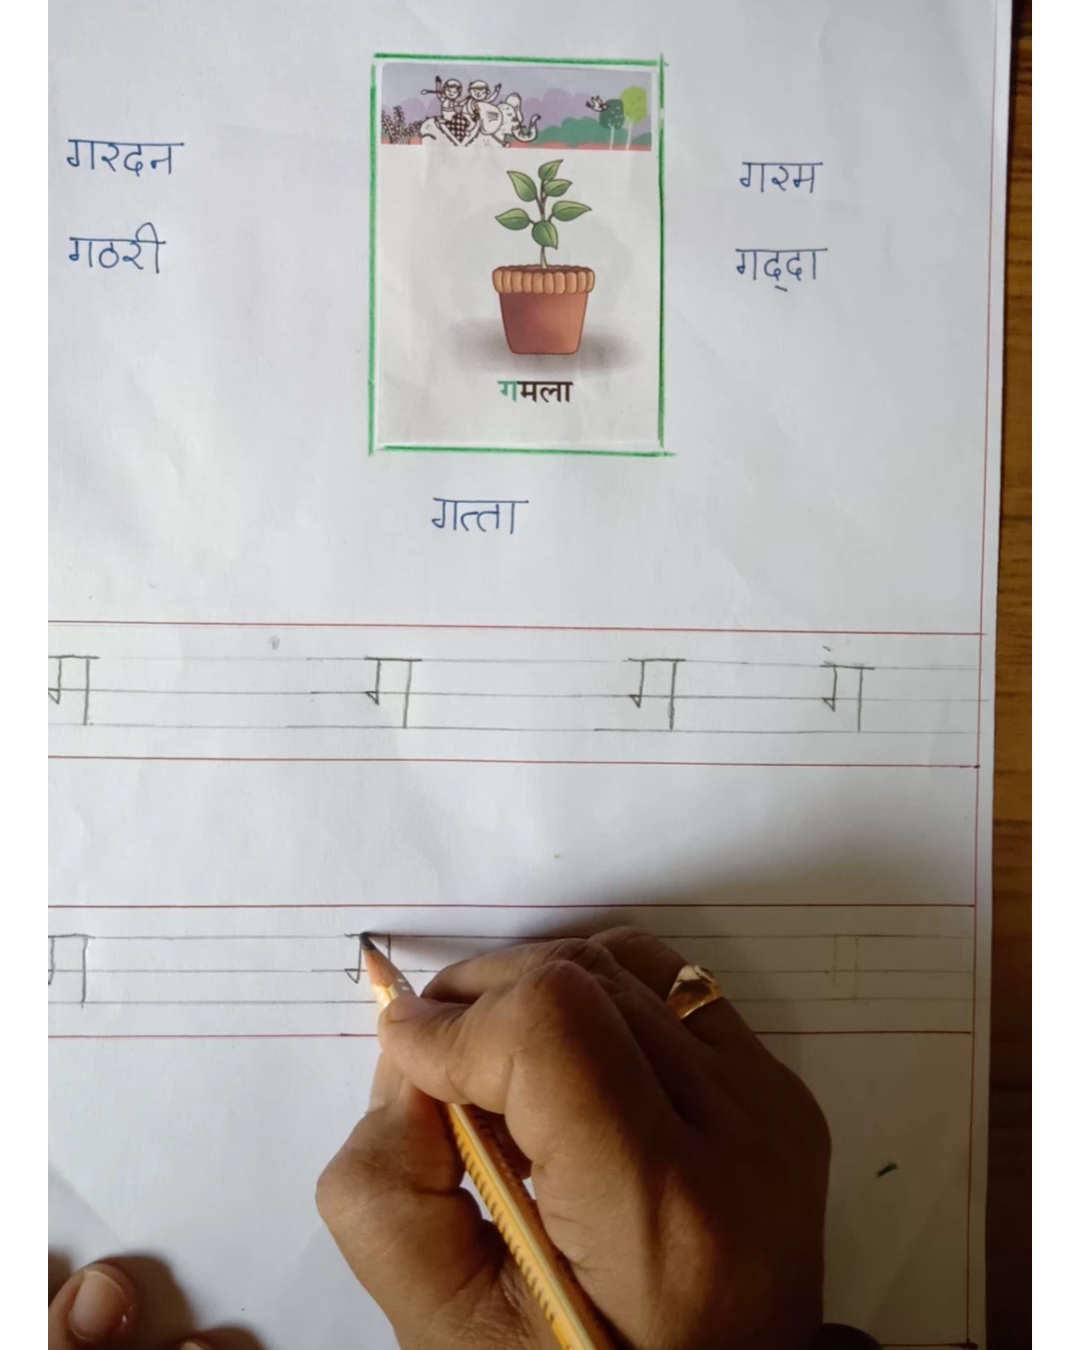 गरदन गरम
गठरी गद्‌दा
गमला
गत्ता
ग ग ग ग
ग ग